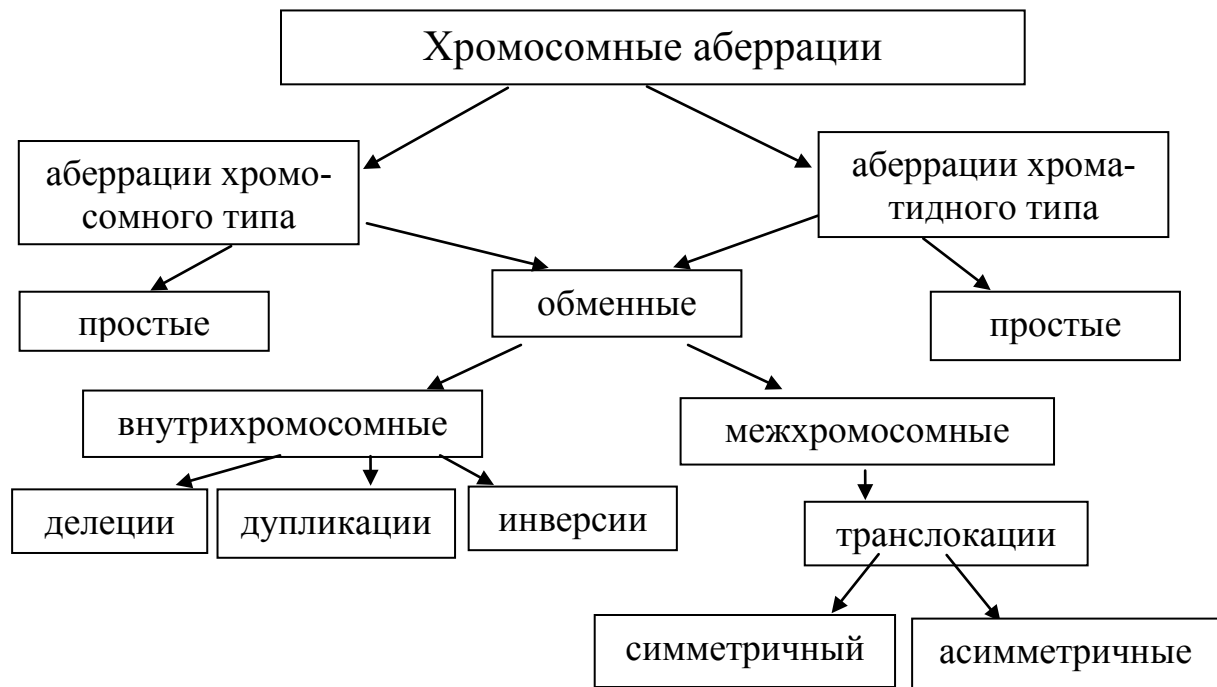 Хромосомные аберрации
аберрации хромо-
сомного типа
аберрации хрома-
тидного типа
простые
обменные
простые
внутрихромосомные
межхромосомные
делеции
дупликации
инверсии
транслокации
симметричный
асимметричные